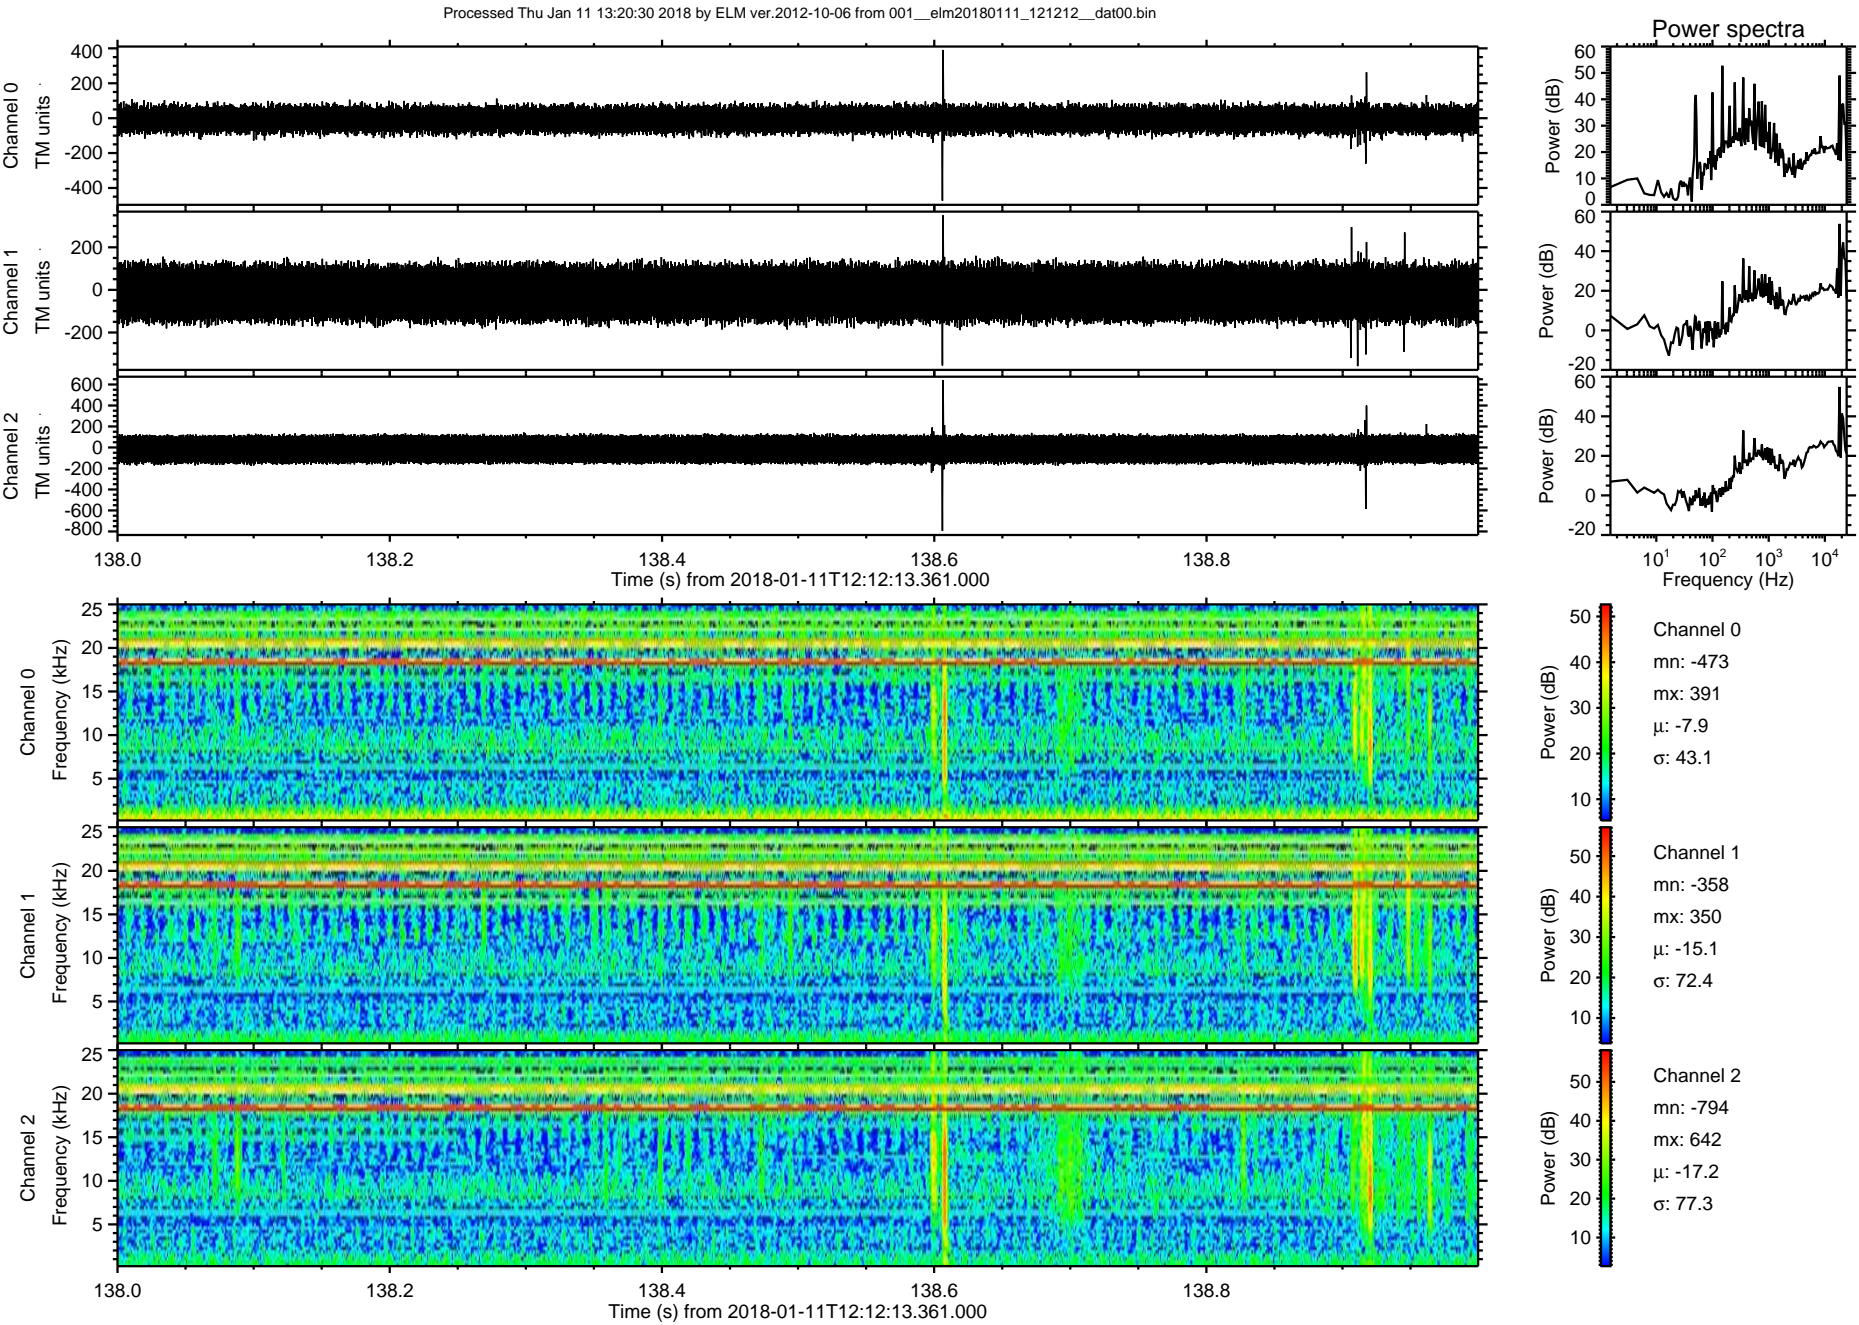 Processed Thu Jan 11 13:20:30 2018 by ELM ver.2012-10-06 from 001__elm20180111_121212__dat00.bin
Power spectra
Channel 0
TM units
400
200
0
-200
-400
Power (dB)
60
50
40
30
20
10
0
Channel 1
TM units
200
0
-200
Power (dB)
60
40
20
0
-20
Channel 2
TM units
600
400
200
0
-200
-400
-600
-800
Power (dB)
60
40
20
0
-20
138.0 138.2 138.4 138.6 138.8
Time (s) from 2018-01-11T12:12:13.361.000
10¹ 10² 10³ 10⁴
Frequency (Hz)
Channel 0
Frequency (kHz)
25
20
15
10
5
Power (dB)
50
40
30
20
10
Channel 0
mn: -473
mx: 391
μ: -7.9
σ: 43.1
Channel 1
Frequency (kHz)
25
20
15
10
5
Power (dB)
50
40
30
20
10
Channel 1
mn: -358
mx: 350
μ: -15.1
σ: 72.4
Channel 2
Frequency (kHz)
25
20
15
10
5
Power (dB)
50
40
30
20
10
Channel 2
mn: -794
mx: 642
μ: -17.2
σ: 77.3
138.0 138.2 138.4 138.6 138.8
Time (s) from 2018-01-11T12:12:13.361.000